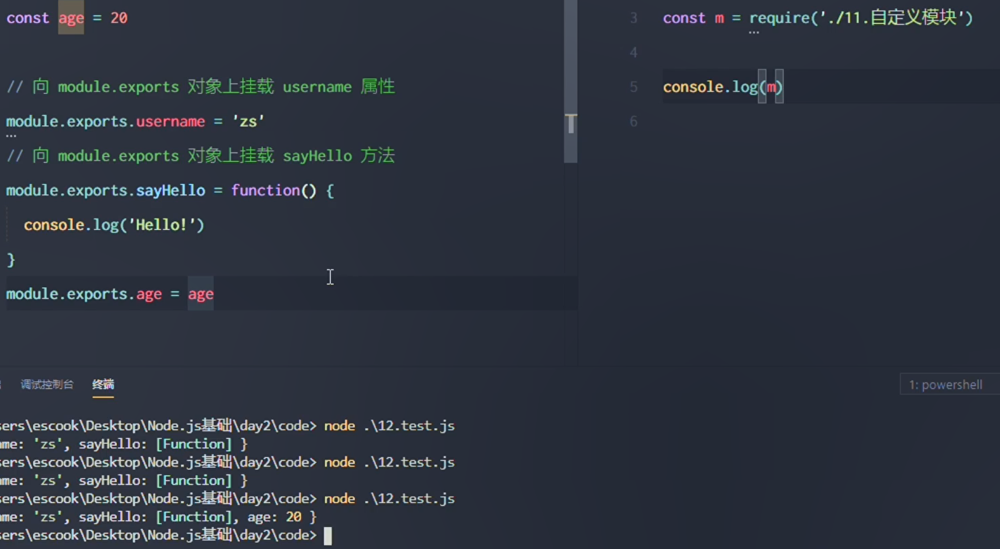 const age = 20
// 向 module.exports 对象上挂载 username 属性
module.exports.username = 'zs'
// 向 module.exports 对象上挂载 sayHello 方法
module.exports.sayHello = function() {
console.log('Hello!')
}
module.exports.age = age
3 const m = require('./11.自定义模块')
4
5 console.log(m)
6
调试控制台 终端
1: powershell
sers\escook\Desktop\Node.js基础\day2\code> node .\12.test.js
ame: 'zs', sayHello: [Function] }
sers\escook\Desktop\Node.js基础\day2\code> node .\12.test.js
ame: 'zs', sayHello: [Function] }
sers\escook\Desktop\Node.js基础\day2\code> node .\12.test.js
ame: 'zs', sayHello: [Function], age: 20 }
sers\escook\Desktop\Node.js基础\day2\code>